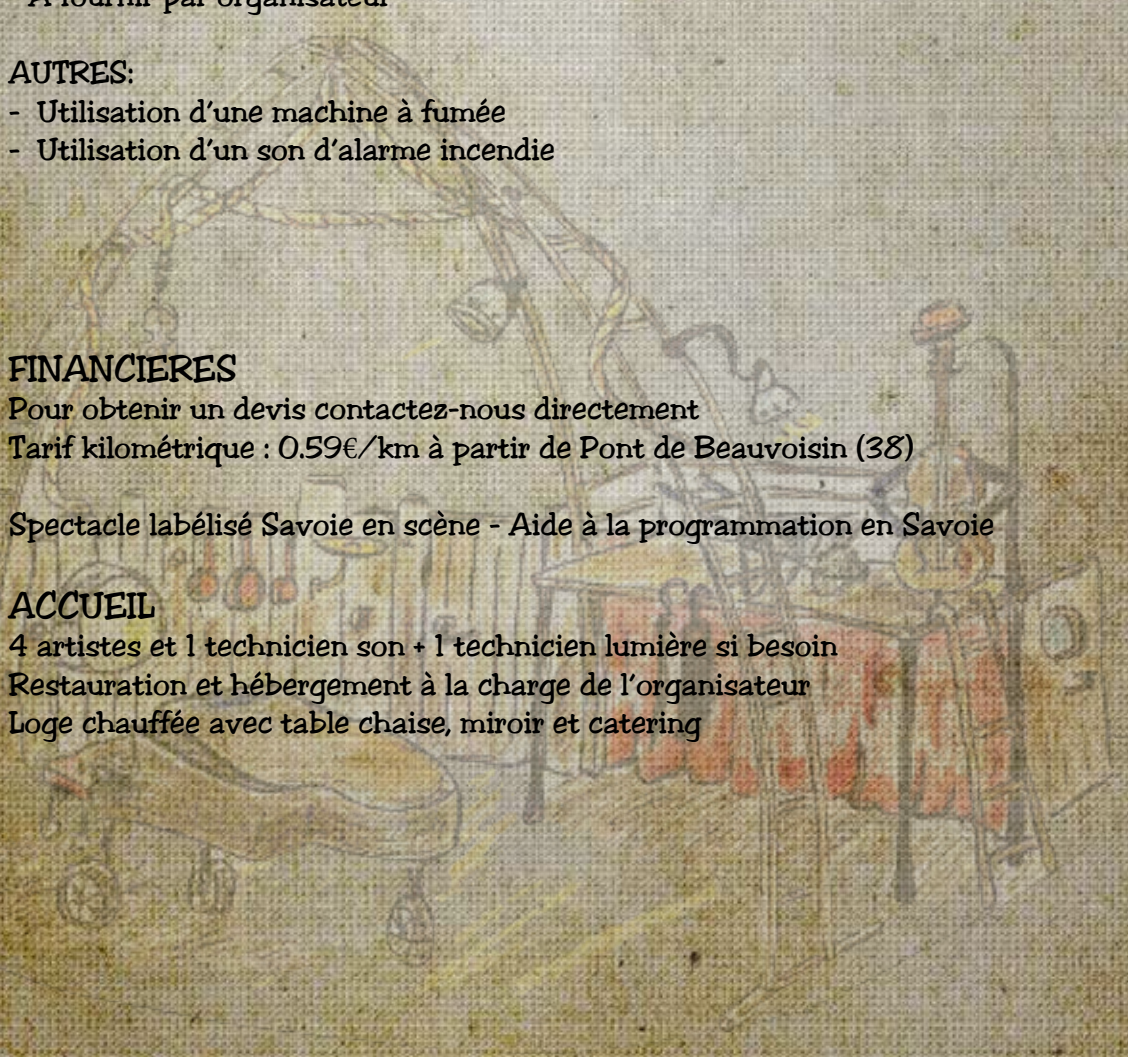 A fournir par organisateur
AUTRES:
- Utilisation d'une machine à fumée
- Utilisation d'un son d'alarme incendie
FINANCIERES
Pour obtenir un devis contactez-nous directement
Tarif kilométrique : 0.59€/km à partir de Pont de Beauvoisin (38)
Spectacle labélisé Savoie en scène - Aide à la programmation en Savoie
ACCUEIL
4 artistes et 1 technicien son + 1 technicien lumière si besoin
Restauration et hébergement à la charge de l'organisateur
Loge chauffée avec table chaise, miroir et catering